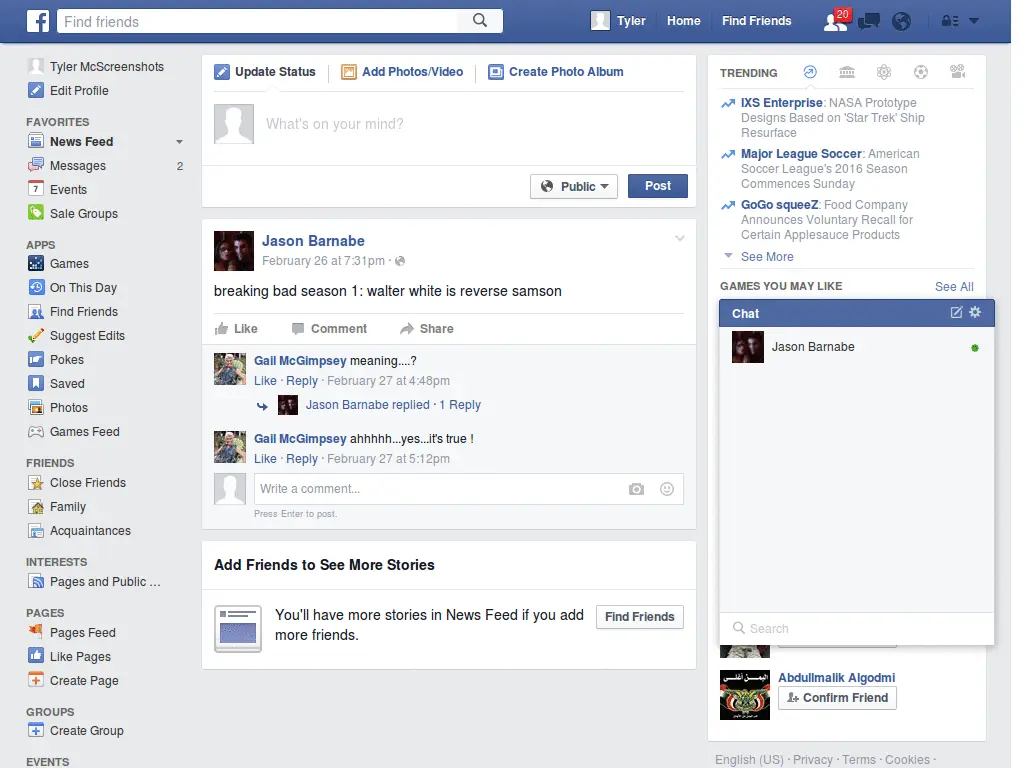 f
Find friends
Tyler
Home
Find Friends
20
Tyler McScreenshots
Edit Profile
FAVORITES
News Feed
Messages 2
7 Events
Sale Groups
APPS
Games
On This Day
Find Friends
Suggest Edits
Pokes
Saved
Photos
Games Feed
FRIENDS
Close Friends
Family
Acquaintances
INTERESTS
Pages and Public ...
PAGES
Pages Feed
Like Pages
Create Page
GROUPS
Create Group
EVENTS
Update Status
Add Photos/Video
Create Photo Album
What's on your mind?
Public
Post
Jason Barnabe
February 26 at 7:31pm ·
breaking bad season 1: walter white is reverse samson
Like Comment Share
Gail McGimpsey meaning....?
Like · Reply · February 27 at 4:48pm
Jason Barnabe replied · 1 Reply
Gail McGimpsey ahhhhh...yes...it's true !
Like · Reply · February 27 at 5:12pm
Write a comment...
Press Enter to post.
Add Friends to See More Stories
You'll have more stories in News Feed if you add
more friends.
Find Friends
TRENDING
IXS Enterprise: NASA Prototype
Designs Based on 'Star Trek' Ship
Resurface
Major League Soccer: American
Soccer League's 2016 Season
Commences Sunday
GoGo squeeZ: Food Company
Announces Voluntary Recall for
Certain Applesauce Products
See More
GAMES YOU MAY LIKE See All
Chat
Jason Barnabe
Search
Abdullmalik Algodmi
Confirm Friend
اليمن أغلى
English (US) · Privacy · Terms · Cookies ·